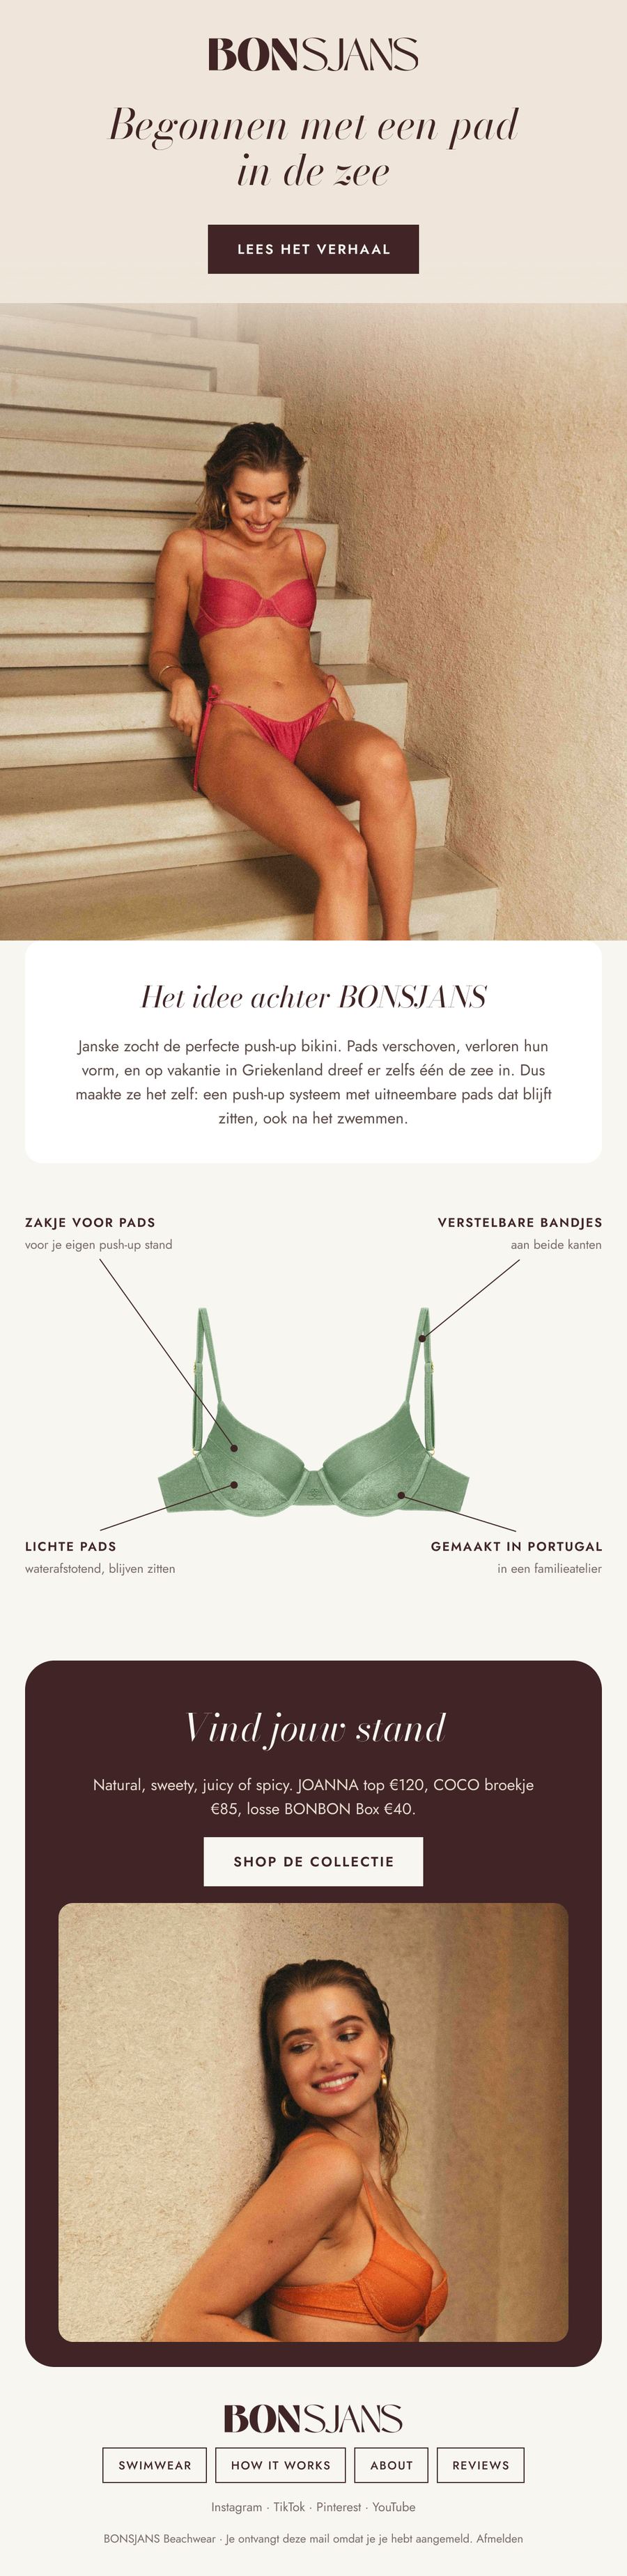 BONSJANS
Begonnen met een pad
in de zee
LEES HET VERHAAL
Het idee achter BONSJANS
Janske zocht de perfecte push-up bikini. Pads verschoven, verloren hun
vorm, en op vakantie in Griekenland dreef er zelfs één de zee in. Dus
maakte ze het zelf: een push-up systeem met uitneembare pads dat blijft
zitten, ook na het zwemmen.
ZAKJE VOOR PADS
voor je eigen push-up stand
VERSTELBARE BANDJES
aan beide kanten
LICHTE PADS
waterafstotend, blijven zitten
GEMAAKT IN PORTUGAL
in een familieatelier
Vind jouw stand
Natural, sweety, juicy of spicy. JOANNA top €120, COCO broekje
€85, losse BONBON Box €40.
SHOP DE COLLECTIE
BONSJANS
SWIMWEAR
HOW IT WORKS
ABOUT
REVIEWS
Instagram · TikTok · Pinterest · YouTube
BONSJANS Beachwear · Je ontvangt deze mail omdat je je hebt aangemeld. Afmelden